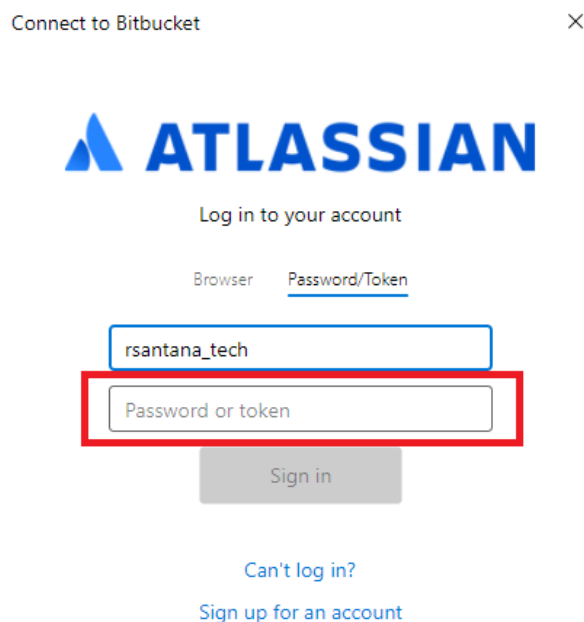 Connect to Bitbucket
ATLASSIAN
Log in to your account
Browser Password/Token
rsantana_tech
Password or token
Sign in
Can't log in?
Sign up for an account